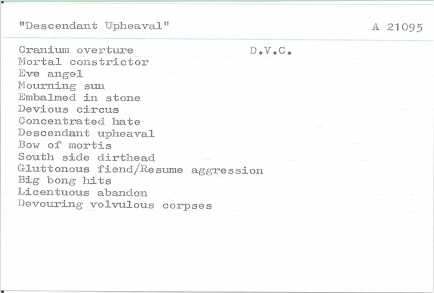 "Descendant Upheaval" A 21095
Cranium overture D.V.C.
Mortal constrictor
Eve angel
Mourning sun
Embalmed in stone
Devious circus
Concentrated hate
Descendant upheaval
Bow of mortis
South side dirthead
Gluttonous fiend/Resume aggression
Big bong hits
Licentuous abandon
Devouring volvulous corpses